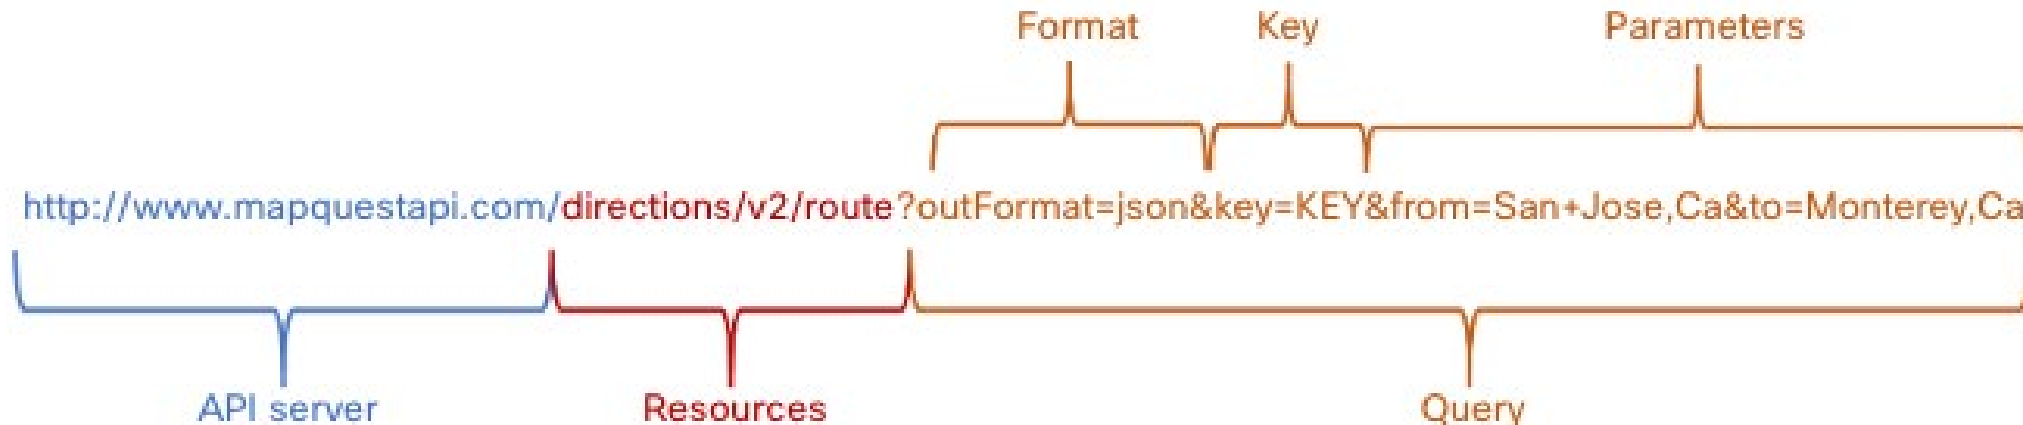 Format Key Parameters
http://www.mapquestapi.com/directions/v2/route?outFormat=json&key=KEY&from=San+Jose,Ca&to=Monterey,Ca
API server Resources Query